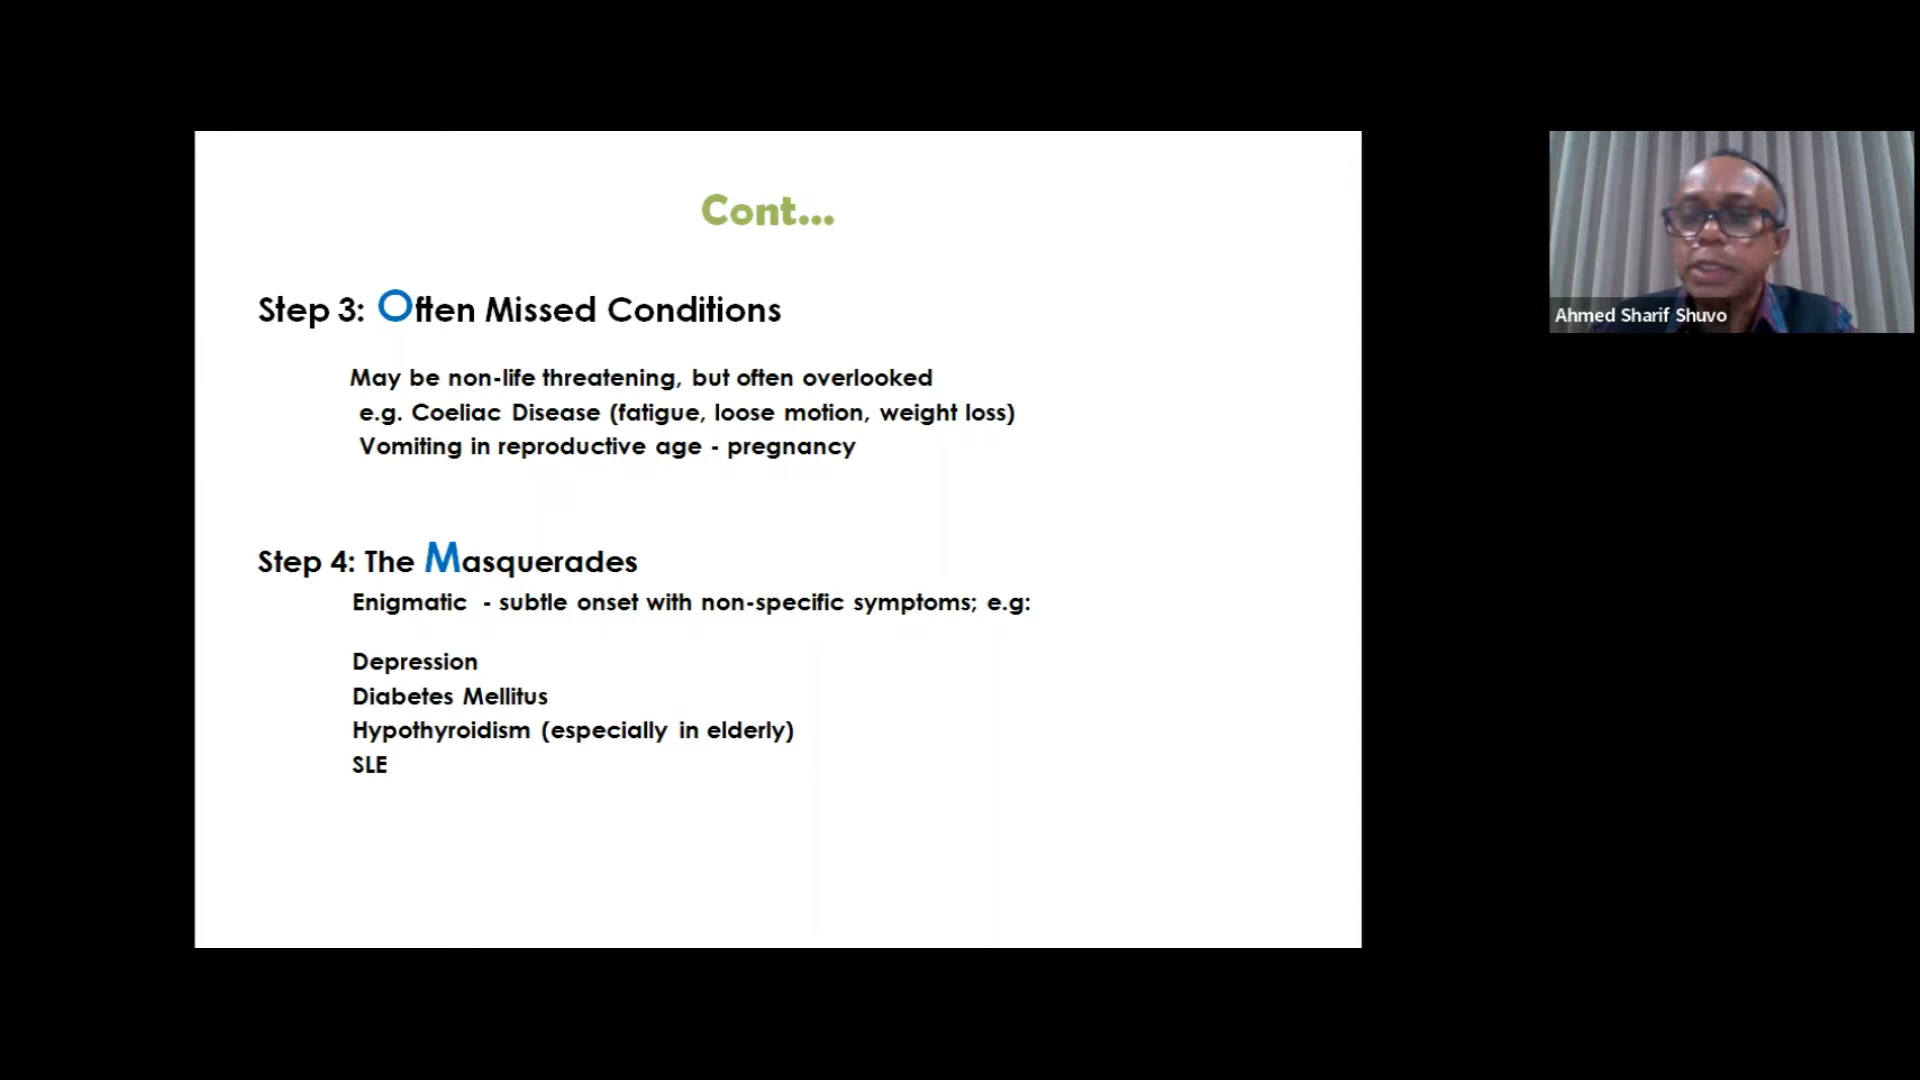 Cont...
Step 3: Often Missed Conditions
May be non-life threatening, but often overlooked
e.g. Coeliac Disease (fatigue, loose motion, weight loss)
Vomiting in reproductive age - pregnancy
Step 4: The Masquerades
Enigmatic - subtle onset with non-specific symptoms; e.g:
Depression
Diabetes Mellitus
Hypothyroidism (especially in elderly)
SLE
Ahmed Sharif Shuvo